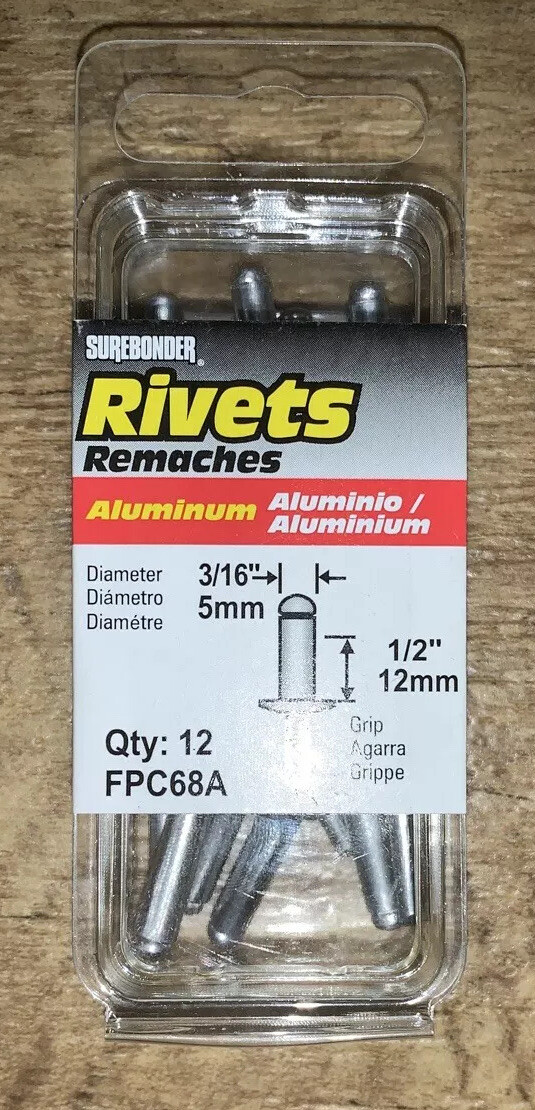 SUREBONDER®
Rivets
Remaches
Aluminum Aluminio /
Aluminium
Diameter
Diámetro
Diamétre
3/16"
5mm
1/2"
12mm
Grip
Agarra
Grippe
Qty: 12
FPC68A